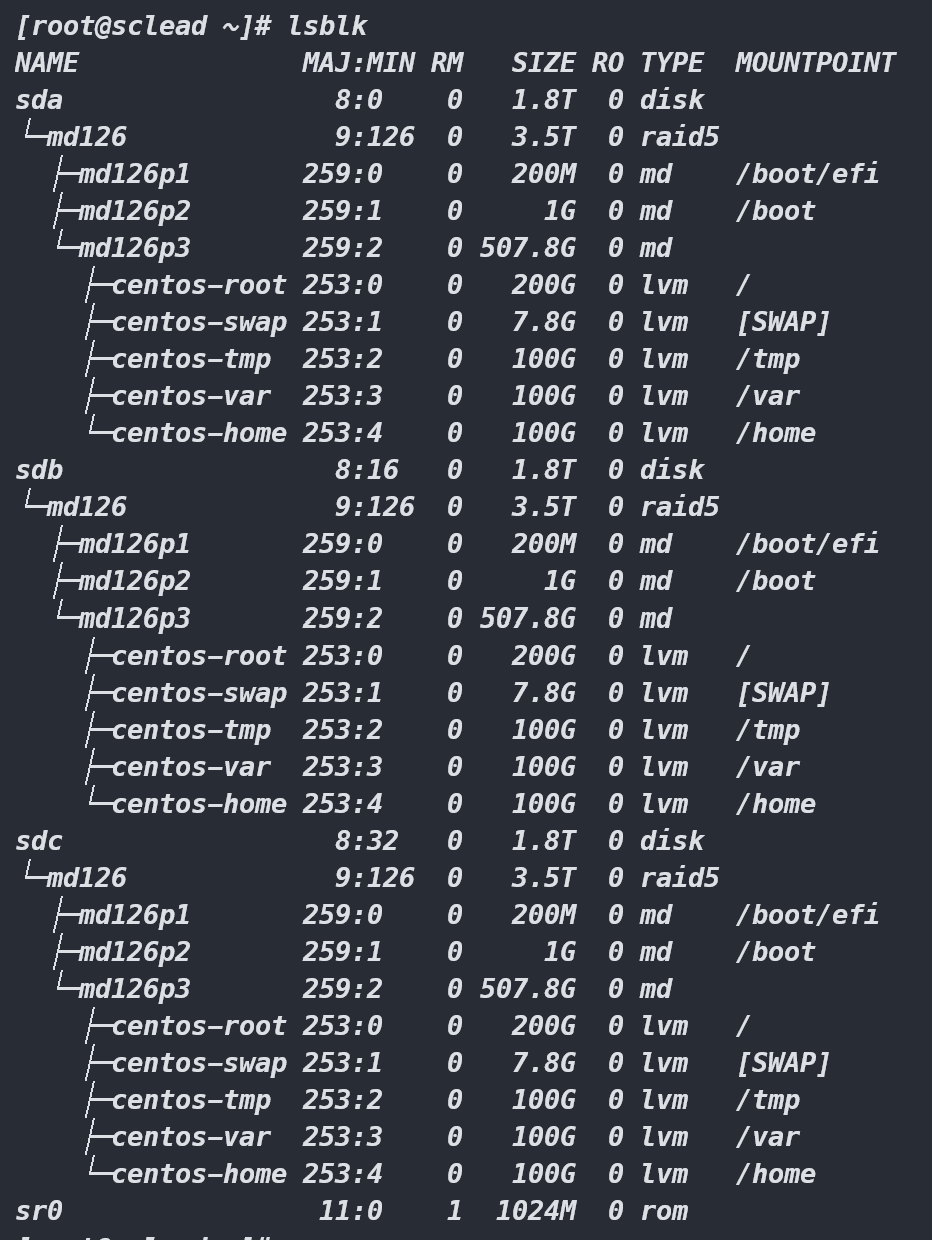 [root@sclead ~]# lsblk
NAME              MAJ:MIN RM   SIZE RO TYPE  MOUNTPOINT
sda                 8:0    0   1.8T  0 disk
└─md126             9:126  0   3.5T  0 raid5
  ├─md126p1       259:0    0   200M  0 md    /boot/efi
  ├─md126p2       259:1    0     1G  0 md    /boot
  └─md126p3       259:2    0 507.8G  0 md
    ├─centos-root 253:0    0   200G  0 lvm   /
    ├─centos-swap 253:1    0   7.8G  0 lvm   [SWAP]
    ├─centos-tmp  253:2    0   100G  0 lvm   /tmp
    ├─centos-var  253:3    0   100G  0 lvm   /var
    └─centos-home 253:4    0   100G  0 lvm   /home
sdb                 8:16   0   1.8T  0 disk
└─md126             9:126  0   3.5T  0 raid5
  ├─md126p1       259:0    0   200M  0 md    /boot/efi
  ├─md126p2       259:1    0     1G  0 md    /boot
  └─md126p3       259:2    0 507.8G  0 md
    ├─centos-root 253:0    0   200G  0 lvm   /
    ├─centos-swap 253:1    0   7.8G  0 lvm   [SWAP]
    ├─centos-tmp  253:2    0   100G  0 lvm   /tmp
    ├─centos-var  253:3    0   100G  0 lvm   /var
    └─centos-home 253:4    0   100G  0 lvm   /home
sdc                 8:32   0   1.8T  0 disk
└─md126             9:126  0   3.5T  0 raid5
  ├─md126p1       259:0    0   200M  0 md    /boot/efi
  ├─md126p2       259:1    0     1G  0 md    /boot
  └─md126p3       259:2    0 507.8G  0 md
    ├─centos-root 253:0    0   200G  0 lvm   /
    ├─centos-swap 253:1    0   7.8G  0 lvm   [SWAP]
    ├─centos-tmp  253:2    0   100G  0 lvm   /tmp
    ├─centos-var  253:3    0   100G  0 lvm   /var
    └─centos-home 253:4    0   100G  0 lvm   /home
sr0                11:0    1  1024M  0 rom